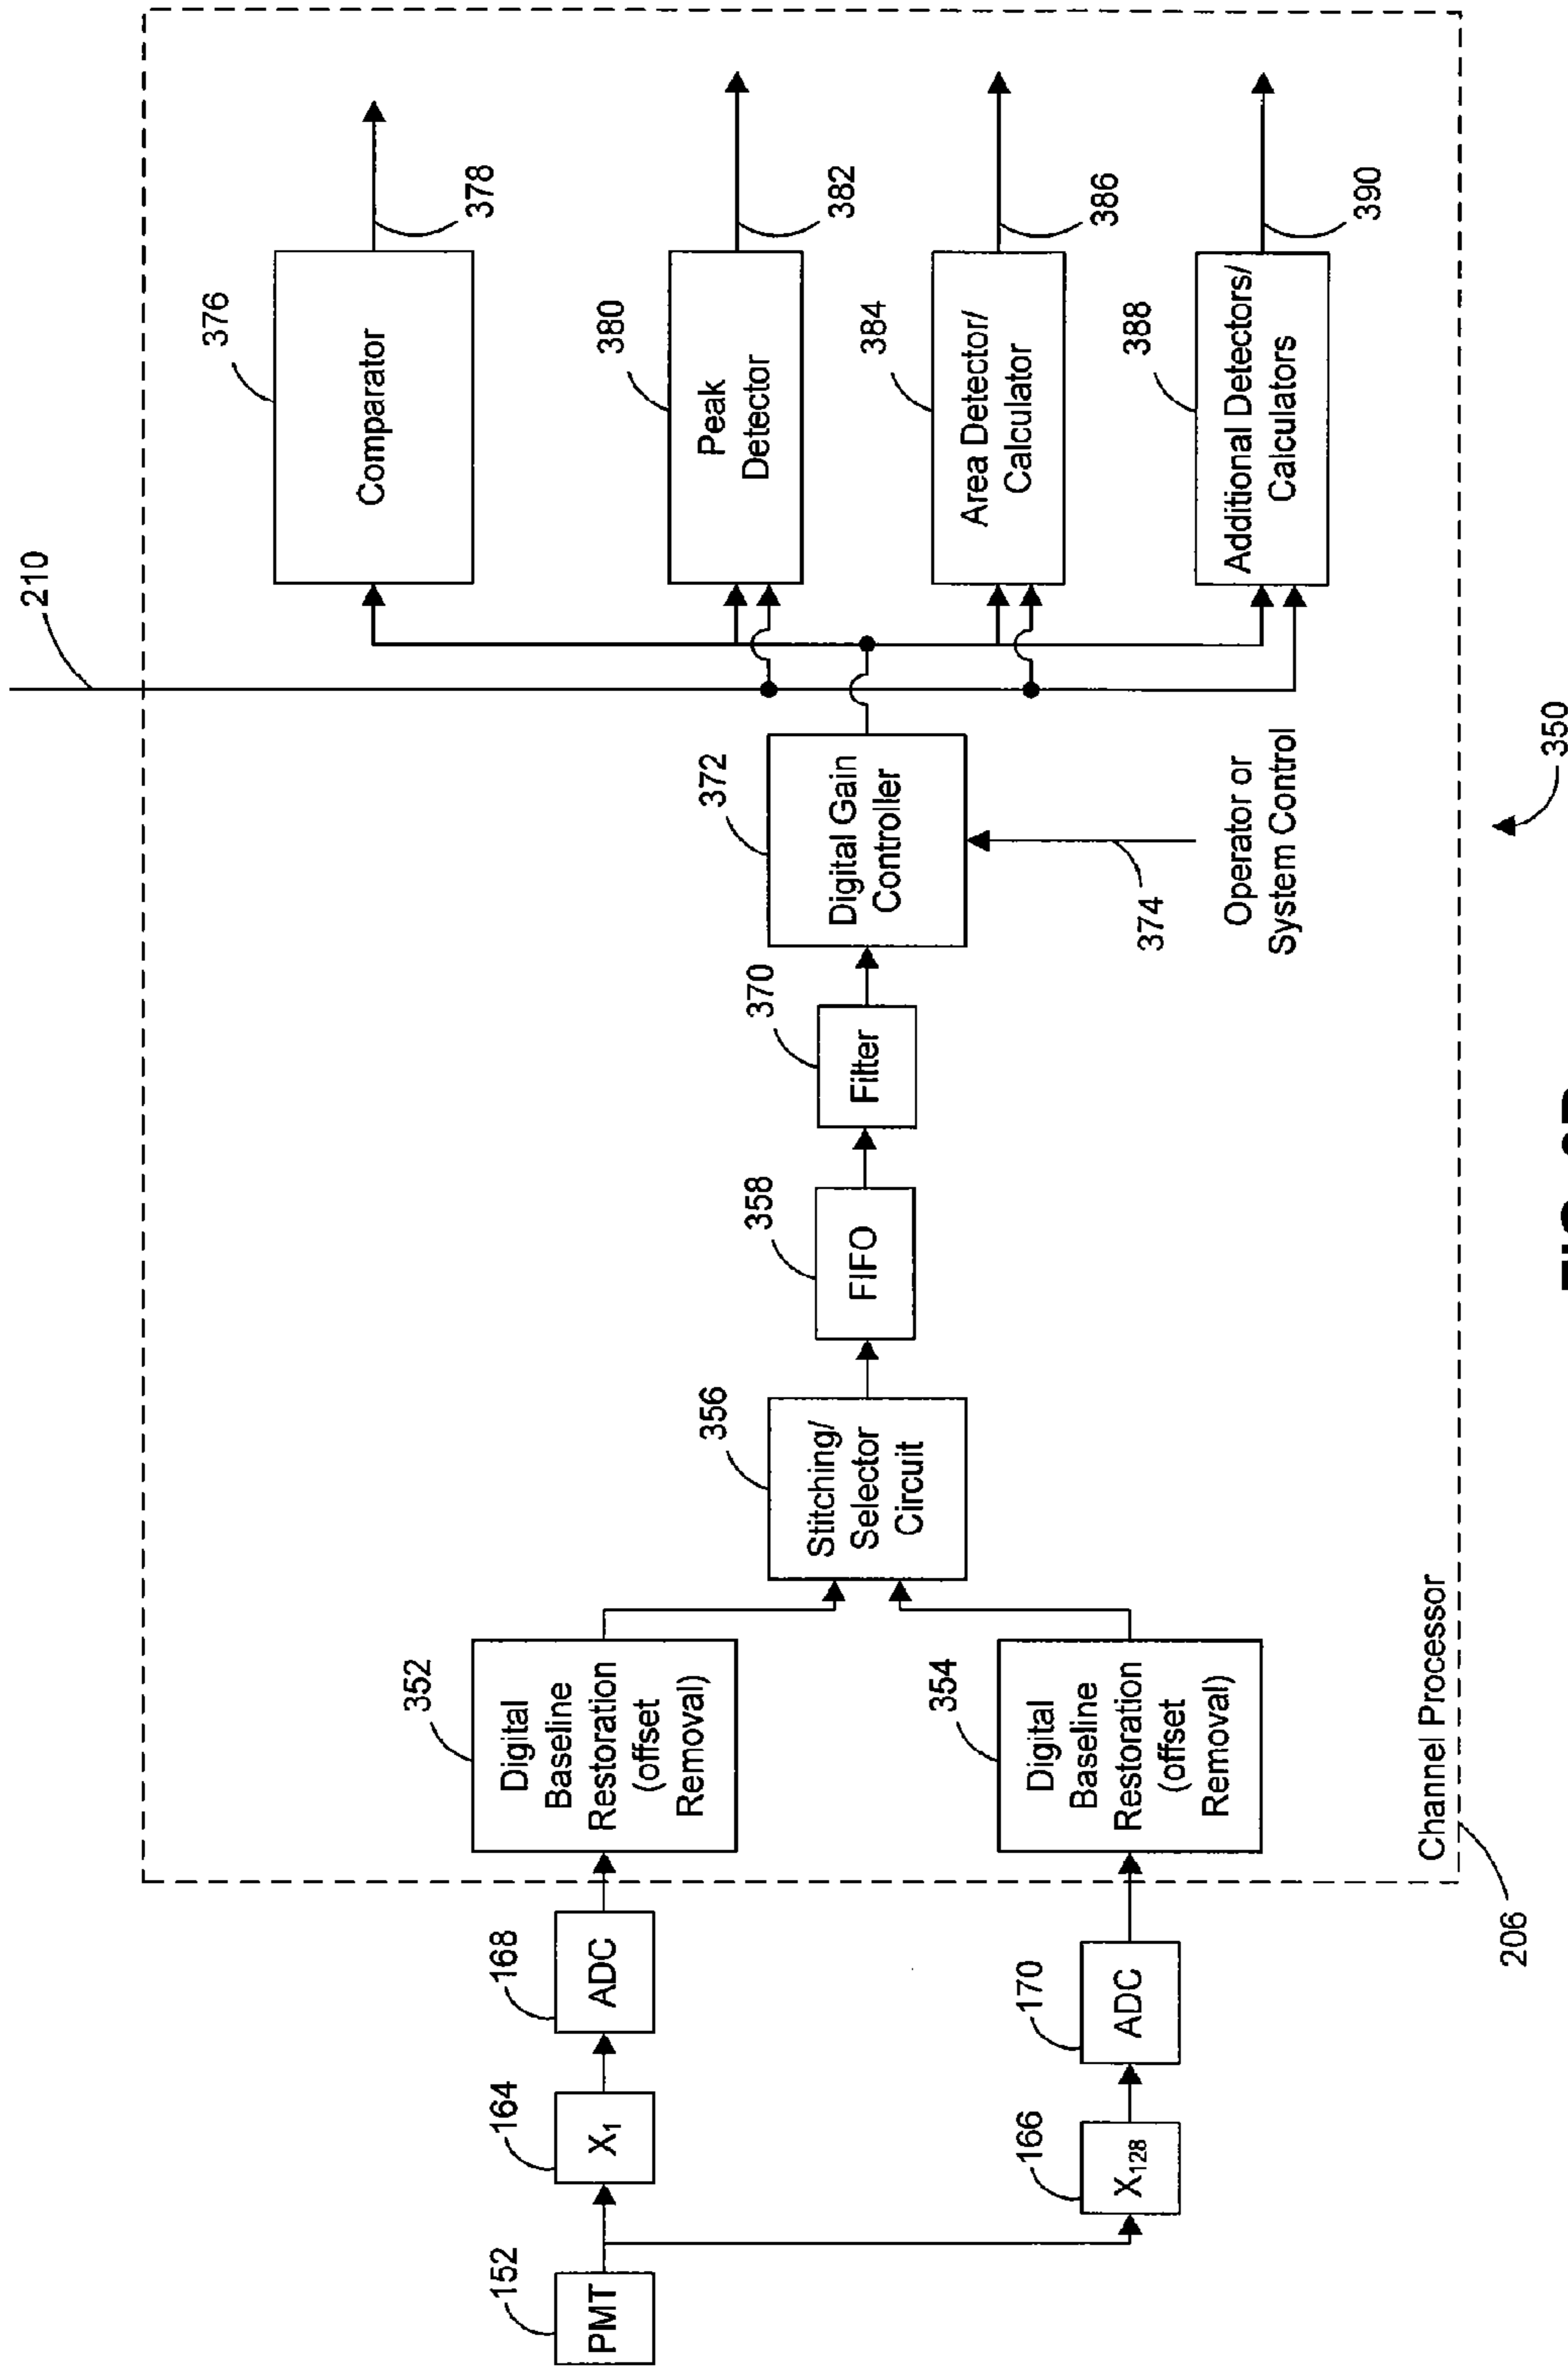 210
376
Comparator
378
380
Peak
Detector
382
384
Area Detector/
Calculator
386
388
Additional Detectors/
Calculators
390
152
PMT
164
X1
168
ADC
166
X128
170
ADC
352
Digital
Baseline
Restoration
(offset
Removal)
354
Digital
Baseline
Restoration
(offset
Removal)
356
Stitching/
Selector
Circuit
358
FIFO
370
Filter
372
Digital Gain
Controller
374
Operator or
System Control
Channel Processor
206
350